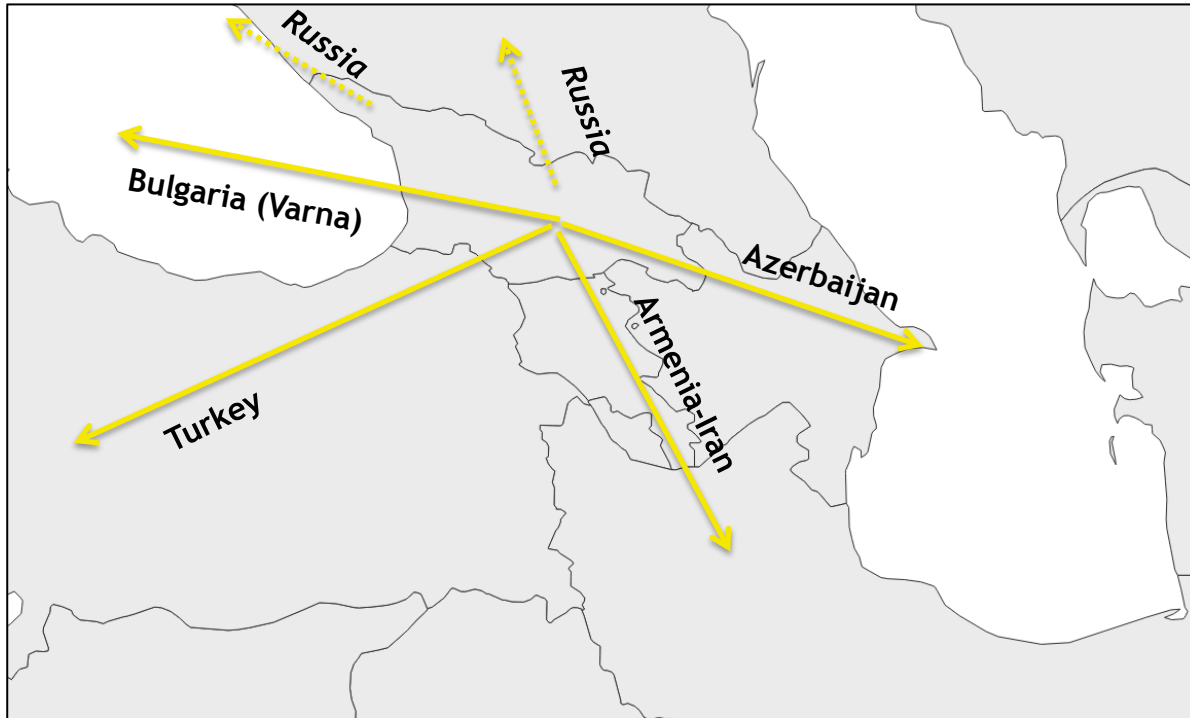 Russia
Russia
Bulgaria (Varna)
Azerbaijan
Armenia-Iran
Turkey